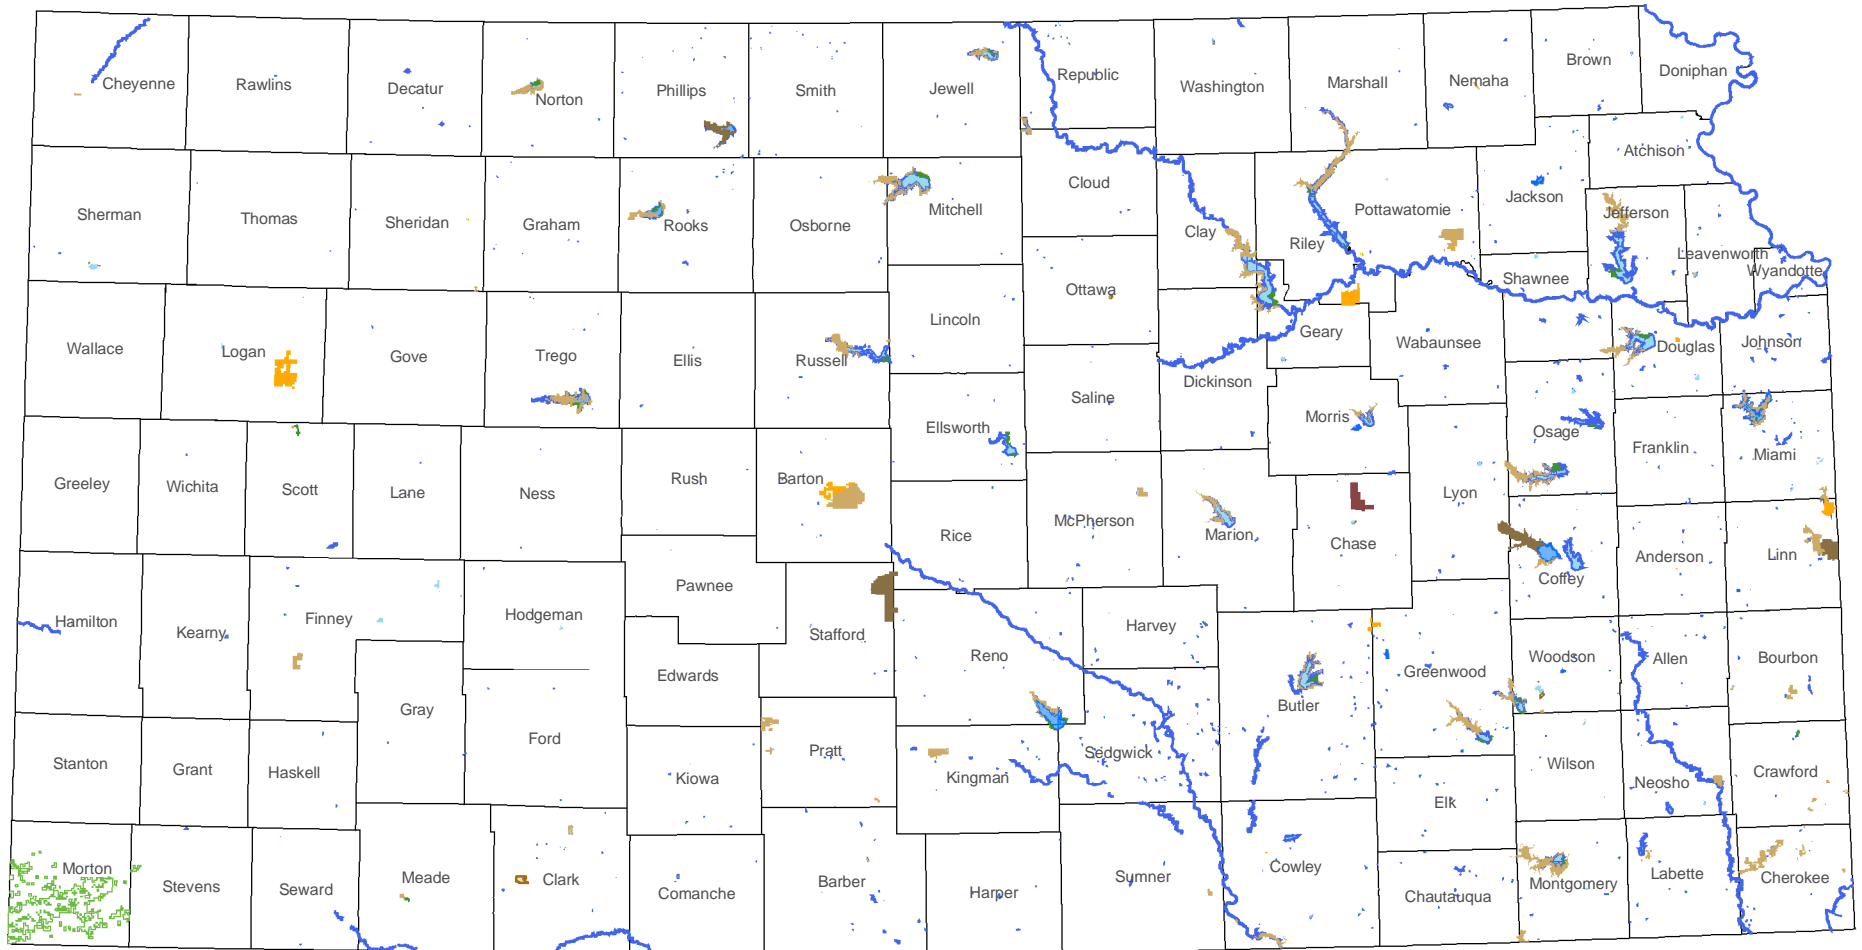 Cheyenne
Rawlins
Decatur
Norton
Phillips
Smith
Jewell
Republic
Washington
Marshall
Nemaha
Brown
Doniphan
Sherman
Thomas
Sheridan
Graham
Rooks
Osborne
Mitchell
Cloud
Clay
Riley
Pottawatomie
Jackson
Atchison
Jefferson
Leavenworth
Wyandotte
Shawnee
Ottawa
Wallace
Logan
Gove
Trego
Ellis
Russell
Lincoln
Geary
Wabaunsee
Douglas
Johnson
Dickinson
Saline
Ellsworth
Morris
Osage
Franklin
Miami
Greeley
Wichita
Scott
Lane
Ness
Rush
Barton
Rice
McPherson
Marion
Chase
Lyon
Coffey
Anderson
Linn
Hamilton
Kearny
Finney
Hodgeman
Pawnee
Stafford
Edwards
Reno
Harvey
Butler
Greenwood
Woodson
Allen
Bourbon
Gray
Ford
Stanton
Grant
Haskell
Kiowa
Pratt
Kingman
Sedgwick
Elk
Wilson
Neosho
Crawford
Morton
Stevens
Seward
Meade
Clark
Comanche
Barber
Harper
Sumner
Cowley
Chautauqua
Montgomery
Labette
Cherokee